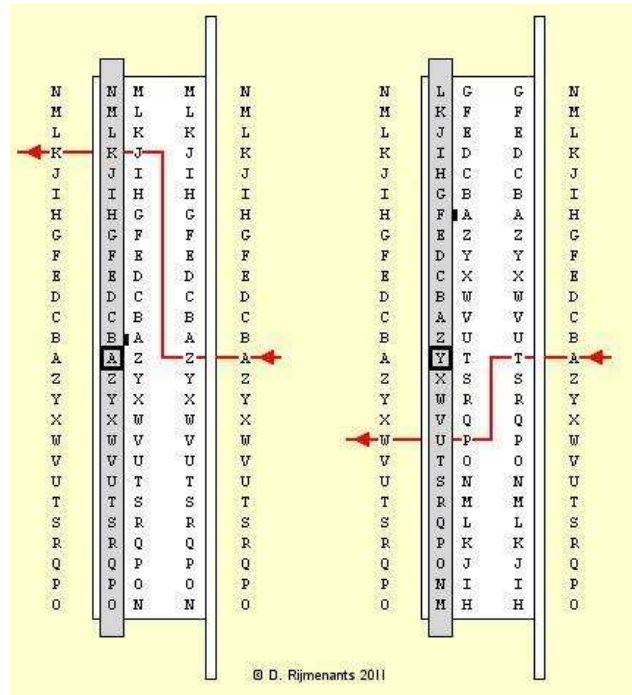 N N M M N N L G G N
M M L L M M K F F M
L L K K L L J E E L
K K J J K K I D D K
J J I I J J H C C J
I I H H I I G B B I
H H G G H H F A A H
G G F F G G E Z Z G
F F E E F F D Y Y F
E E D D E E C X X E
D D C C D D B W W D
C C B B C C A V V C
B B A A B B Z U U B
A A Z Z A A Y T T A
Z Z Y Y Z Z X S S Z
Y Y X X Y Y W R R Y
X X W W X X V Q Q X
W W V V W W U P P W
V V U U V V T O O V
U U T T U U S N N U
T T S S T T R M M T
S S R R S S Q L L S
R R Q Q R R P K K R
Q Q P P Q Q O J J Q
P P O O P P N I I P
O O N N O O M H H O
© D. Rijmenants 2011